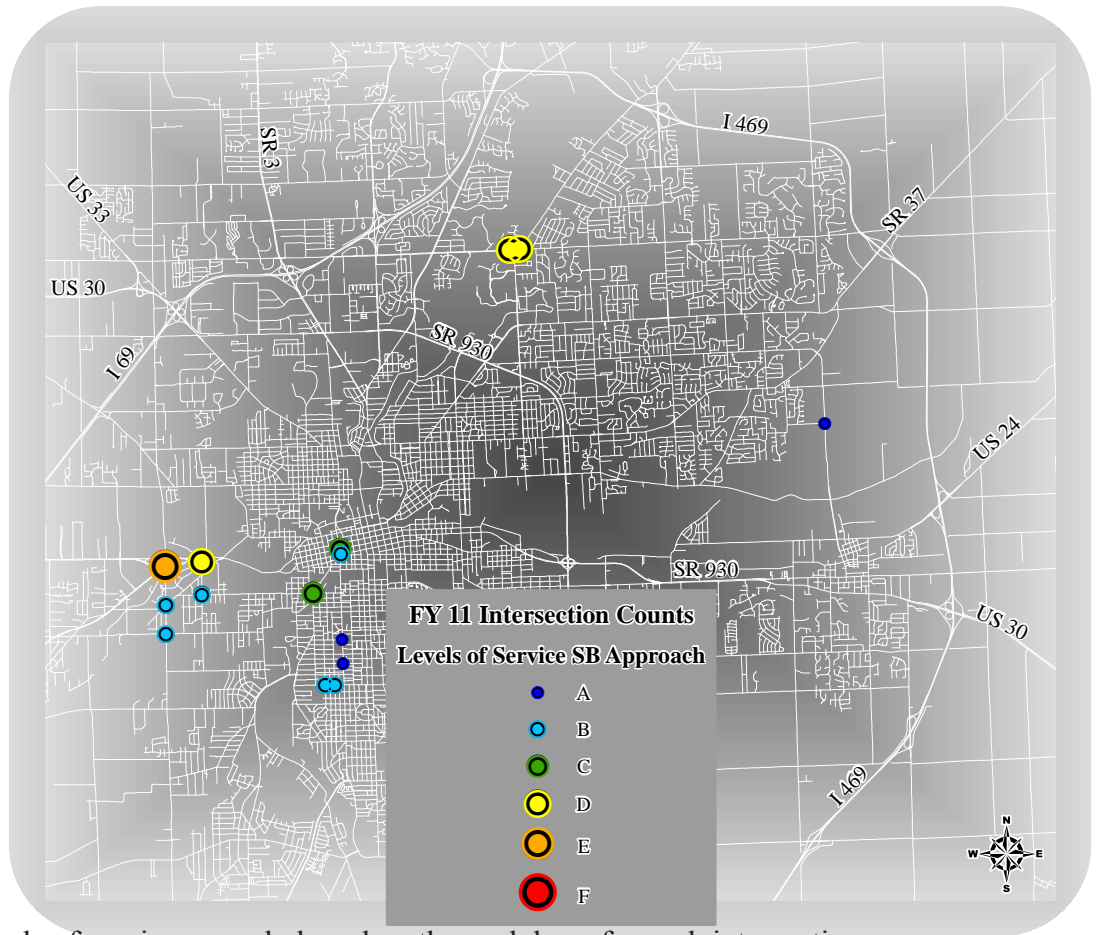 I 469
SR 3
US 33
SR 37
US 30
SR 930
I 69
US 24
SR 930
FY 11 Intersection Counts
Levels of Service SB Approach
US 30
A
B
C
D
E
F
I 469
N
W E
S